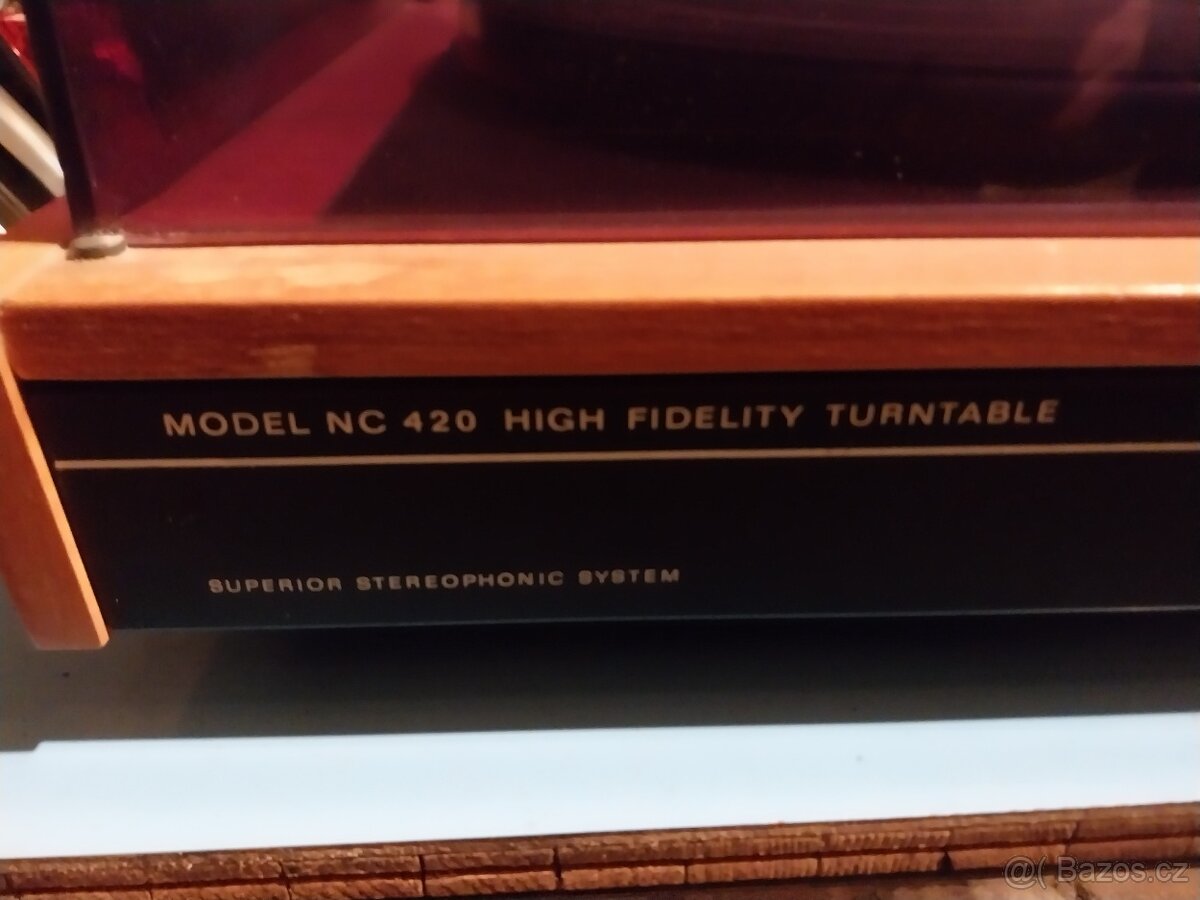 MODEL NC 420 HIGH FIDELITY TURNTABLE
SUPERIOR STEREOPHONIC SYSTEM
@( Bazos.cz